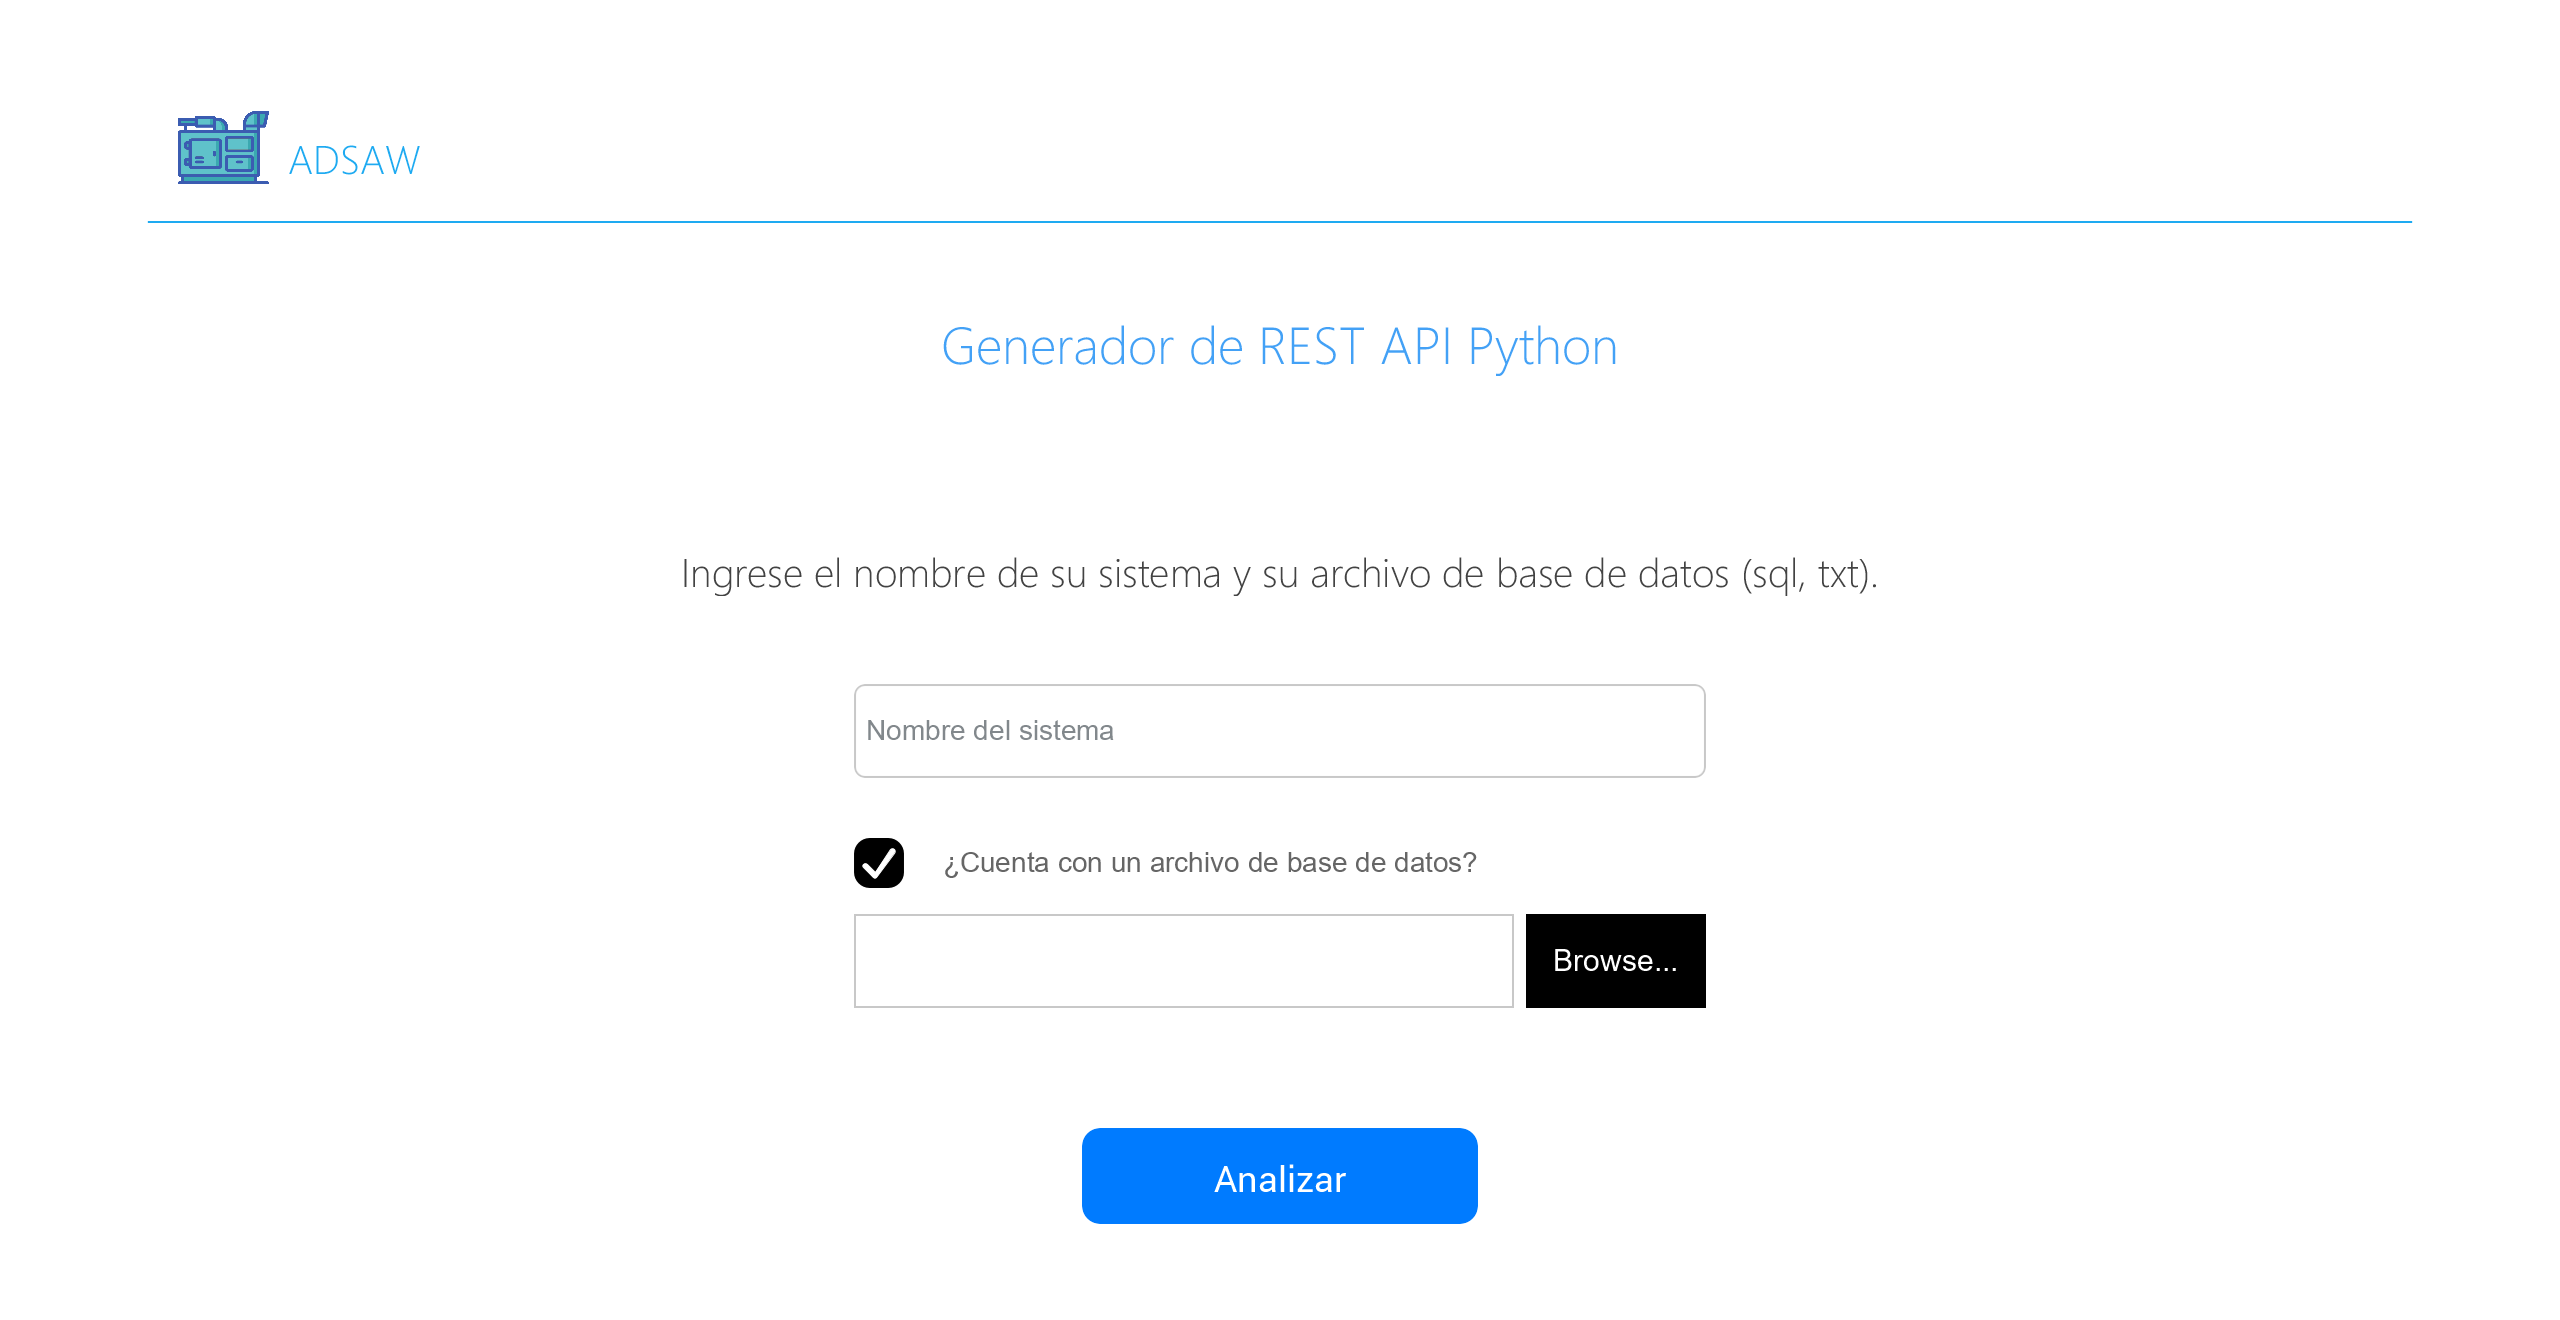 ADSAW
Generador de REST API Python
Ingrese el nombre de su sistema y su archivo de base de datos (sql, txt).
Nombre del sistema
¿Cuenta con un archivo de base de datos?
Browse...
Analizar